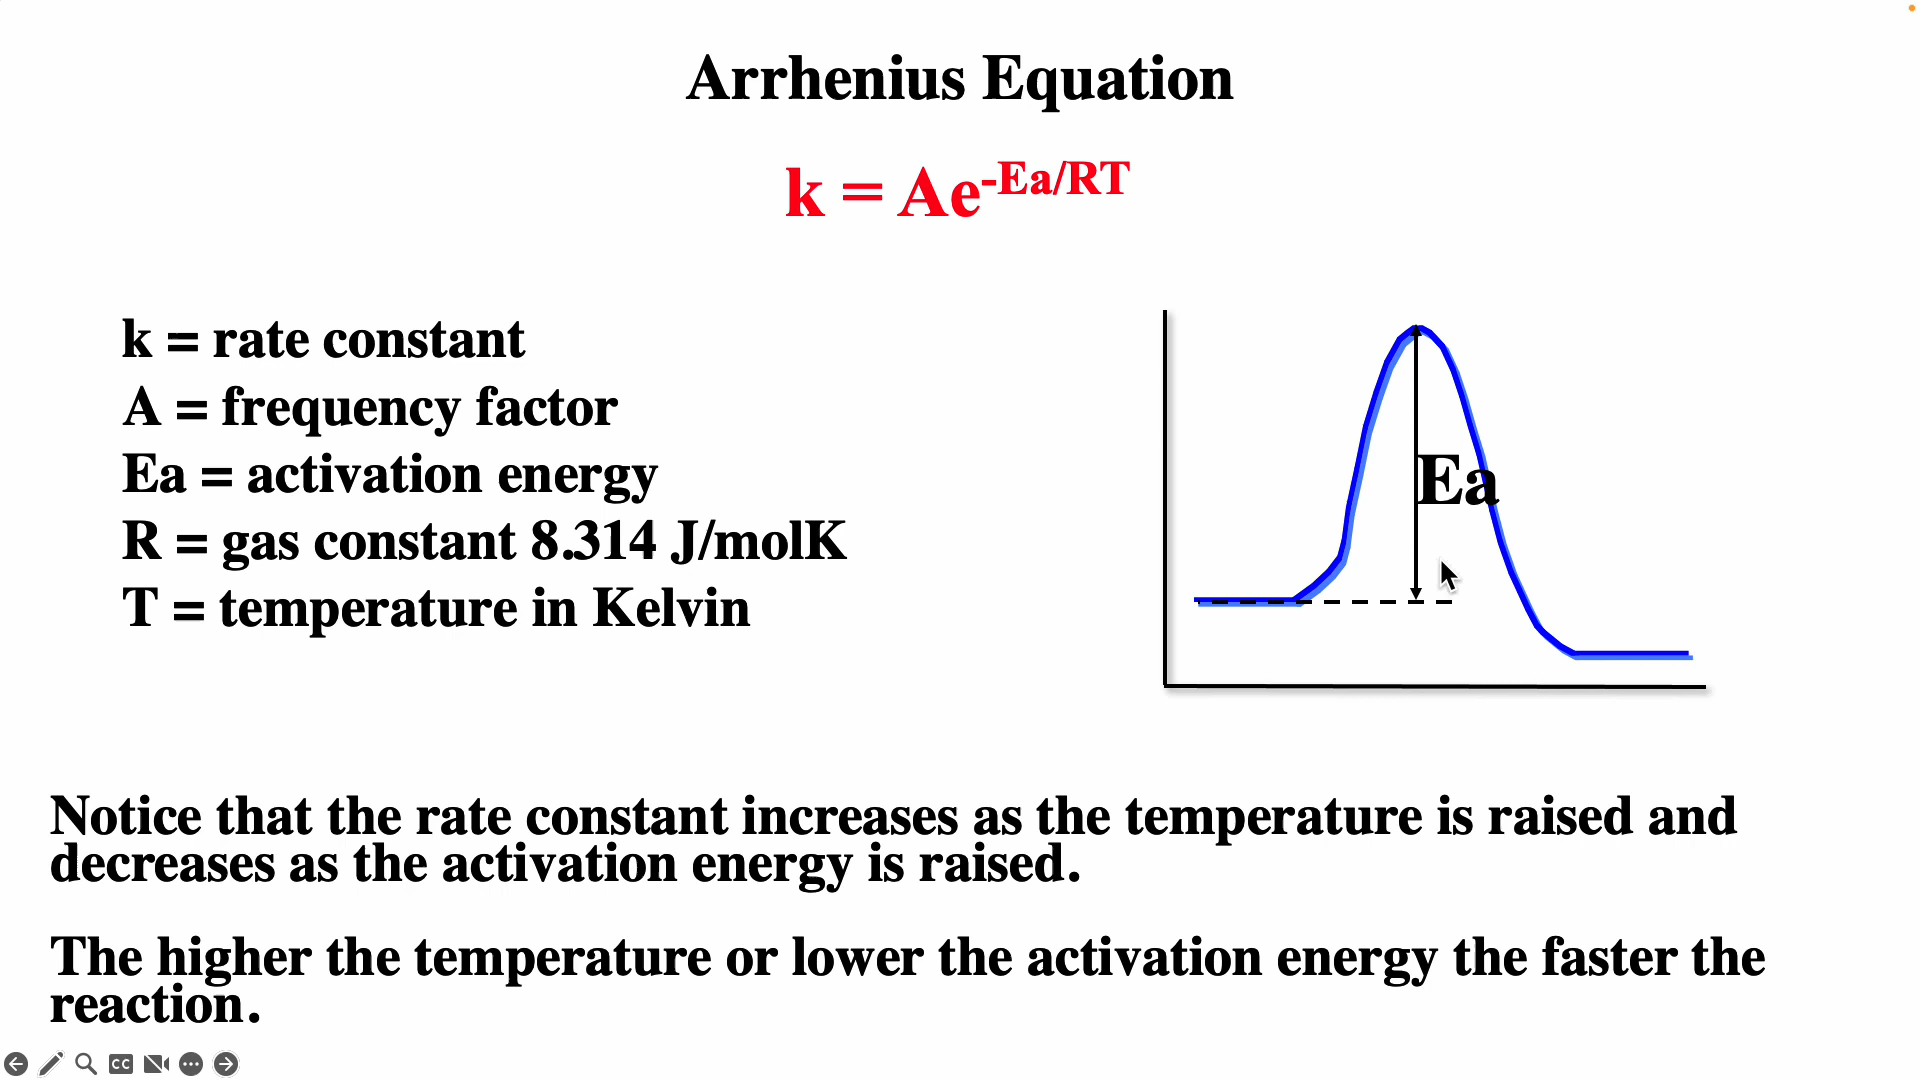 Arrhenius Equation
k = Ae^-Ea/RT
k = rate constant
A = frequency factor
Ea = activation energy
R = gas constant 8.314 J/molK
T = temperature in Kelvin
Ea
Notice that the rate constant increases as the temperature is raised and
decreases as the activation energy is raised.
The higher the temperature or lower the activation energy the faster the
reaction.
CC